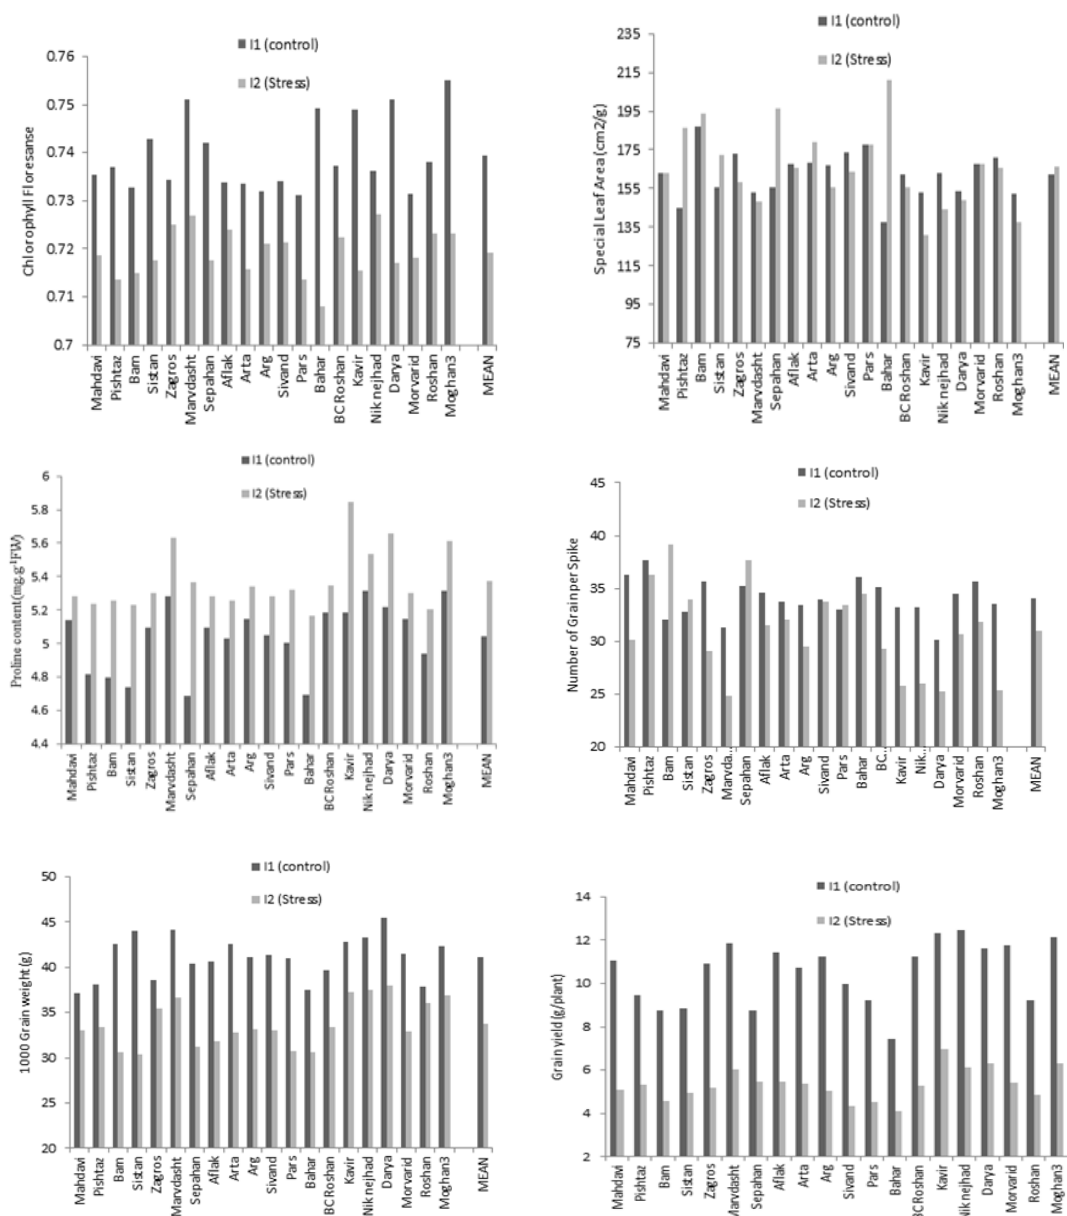 I1 (control)
I2 (Stress)
Chlorophyll Floresanse
0.76
0.75
0.74
0.73
0.72
0.71
0.7
Mahdavi
Pishtaz
Bam
Sistan
Zagros
Marvdasht
Sepahan
Aflak
Arta
Arg
Sivand
Pars
Bahar
BC Roshan
Kavir
Nik nejhad
Darya
Morvarid
Roshan
Moghan3
MEAN
I1 (control)
I2 (Stress)
Special Leaf Area (cm2/g)
235
215
195
175
155
135
115
95
75
Mahdavi
Pishtaz
Bam
Sistan
Zagros
Marvdasht
Sepahan
Aflak
Arta
Arg
Sivand
Pars
Bahar
BC Roshan
Kavir
Nik nejhad
Darya
Morvarid
Roshan
Moghan3
MEAN
I1 (control)
I2 (Stress)
Proline content(mg.g-¹FW)
6
5.8
5.6
5.4
5.2
5
4.8
4.6
4.4
Mahdavi
Pishtaz
Bam
Sistan
Zagros
Marvdasht
Sepahan
Aflak
Arta
Arg
Sivand
Pars
Bahar
BC Roshan
Kavir
Nik nejhad
Darya
Morvarid
Roshan
Moghan3
MEAN
I1 (control)
I2 (Stress)
Number of Grain per Spike
45
40
35
30
25
20
Mahdavi
Pishtaz
Bam
Sistan
Zagros
Marvda...
Sepahan
Aflak
Arta
Arg
Sivand
Pars
Bahar
BC...
Kavir
Nik...
Darya
Morvarid
Roshan
Moghan3
MEAN
I1 (control)
I2 (Stress)
1000 Grain weight(g)
50
45
40
35
30
25
20
Mahdavi
Pishtaz
Bam
Sistan
Zagros
Marvdasht
Sepahan
Aflak
Arta
Arg
Sivand
Pars
Bahar
BC Roshan
Kavir
Nik nejhad
Darya
Morvarid
Roshan
Moghan3
MEAN
I1 (control)
I2 (Stress)
Grain yield (g/plant)
14
12
10
8
6
4
2
Mahdavi
Pishtaz
Bam
Sistan
Zagros
Marvdasht
Sepahan
Aflak
Arta
Arg
Sivand
Pars
Bahar
BC Roshan
Kavir
Nik nejhad
Darya
Morvarid
Roshan
Moghan3